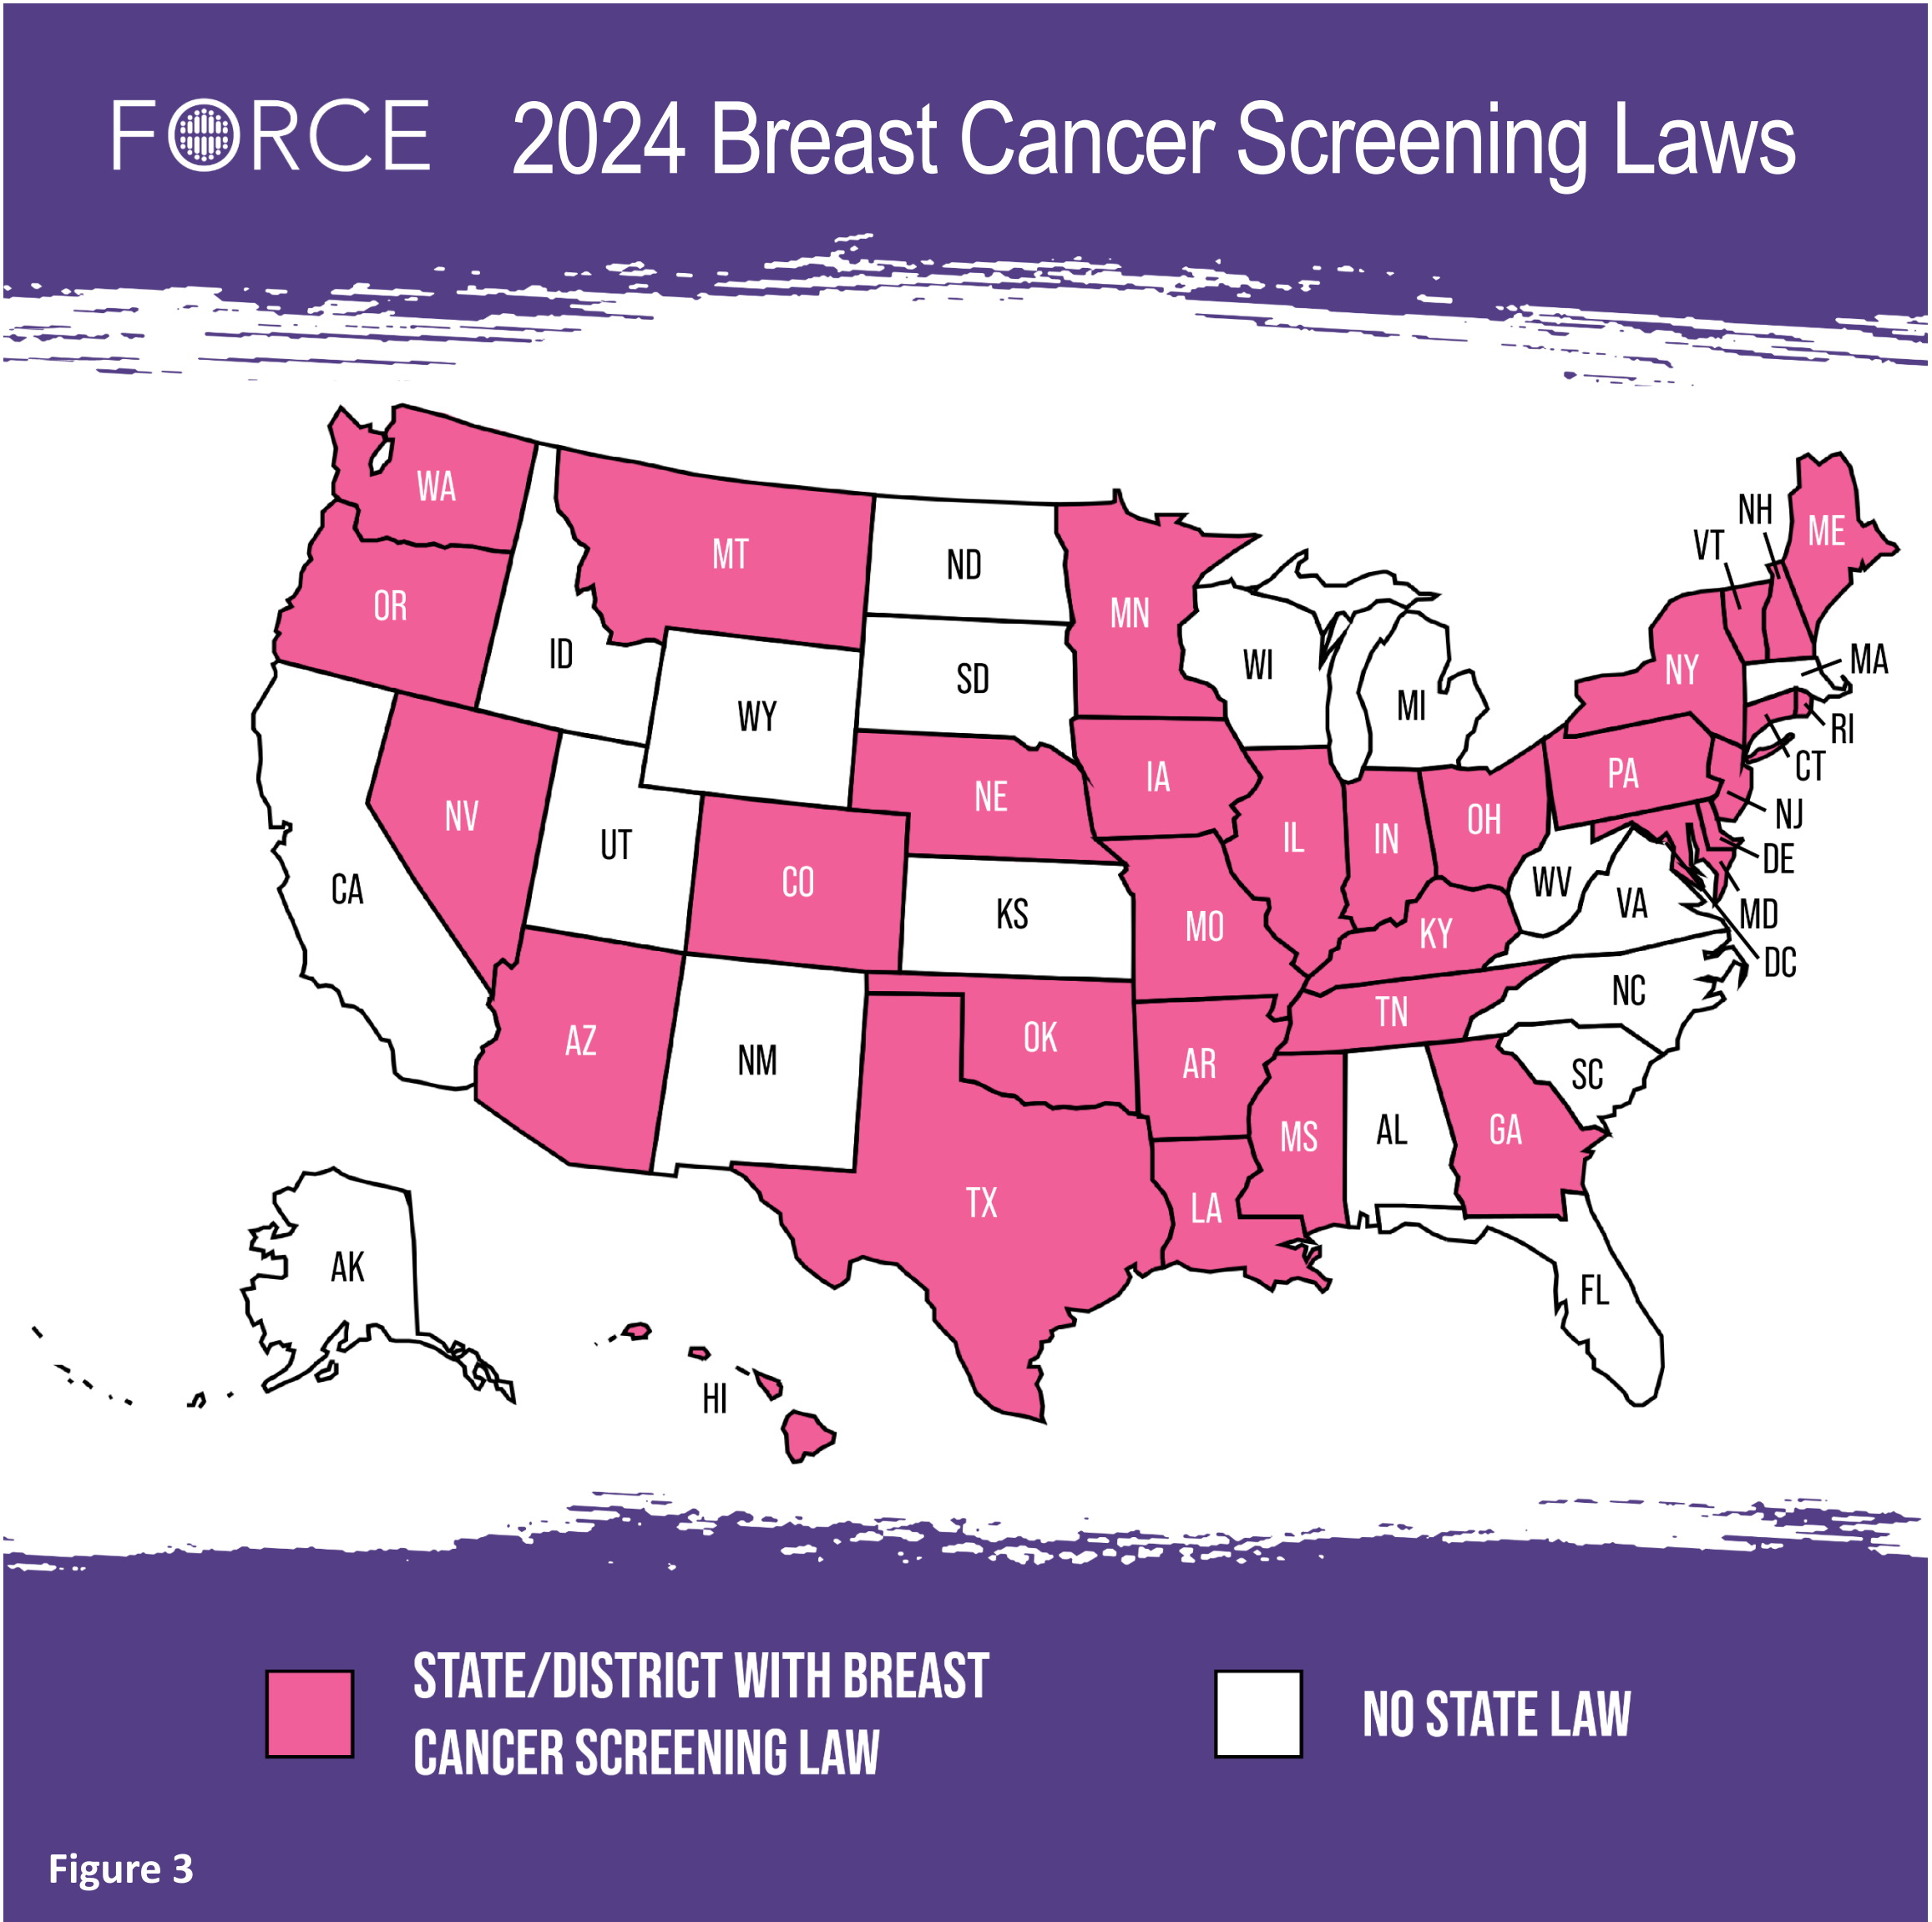 FORCE 2024 Breast Cancer Screening Laws
WA
MT
ND
MN
OR
ID
WY
SD
WI
MI
NH
VT
ME
NY
MA
RI
CT
PA
NJ
DE
MD
DC
NV
UT
CO
NE
IA
IL
IN
OH
CA
KS
MO
KY
WV
VA
AZ
NM
OK
AR
TN
NC
SC
TX
LA
MS
AL
GA
FL
AK
HI
STATE/DISTRICT WITH BREAST
CANCER SCREENING LAW
NO STATE LAW
Figure 3